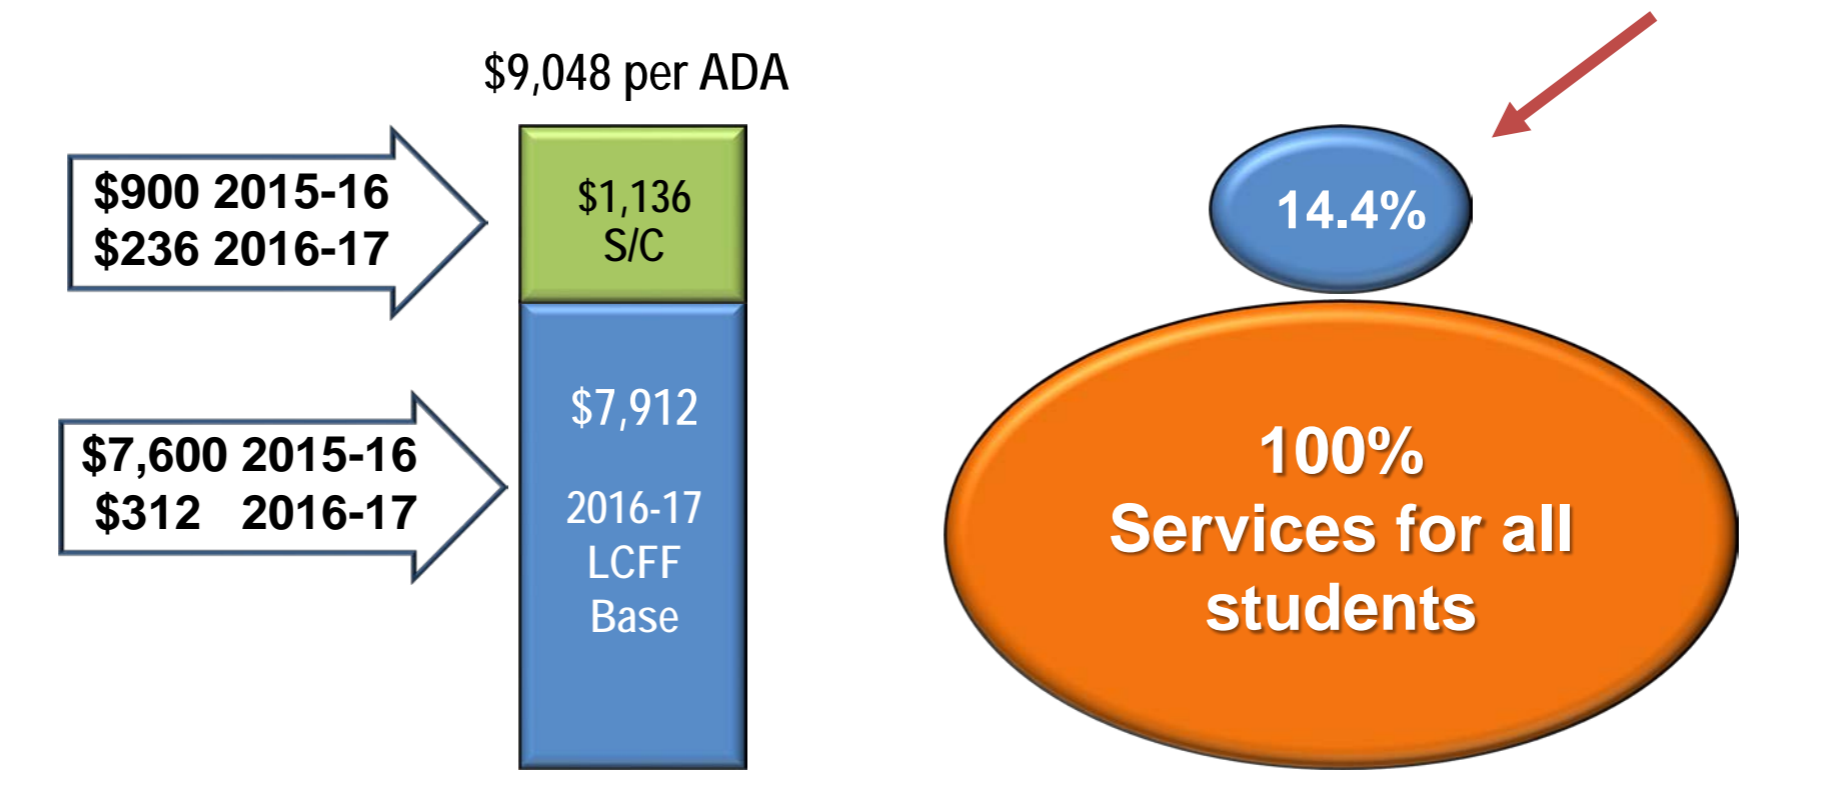 $9,048 per ADA
$900 2015-16
$236 2016-17
$1,136
S/C
$7,600 2015-16
$312 2016-17
$7,912
2016-17
LCFF
Base
14.4%
100%
Services for all
students